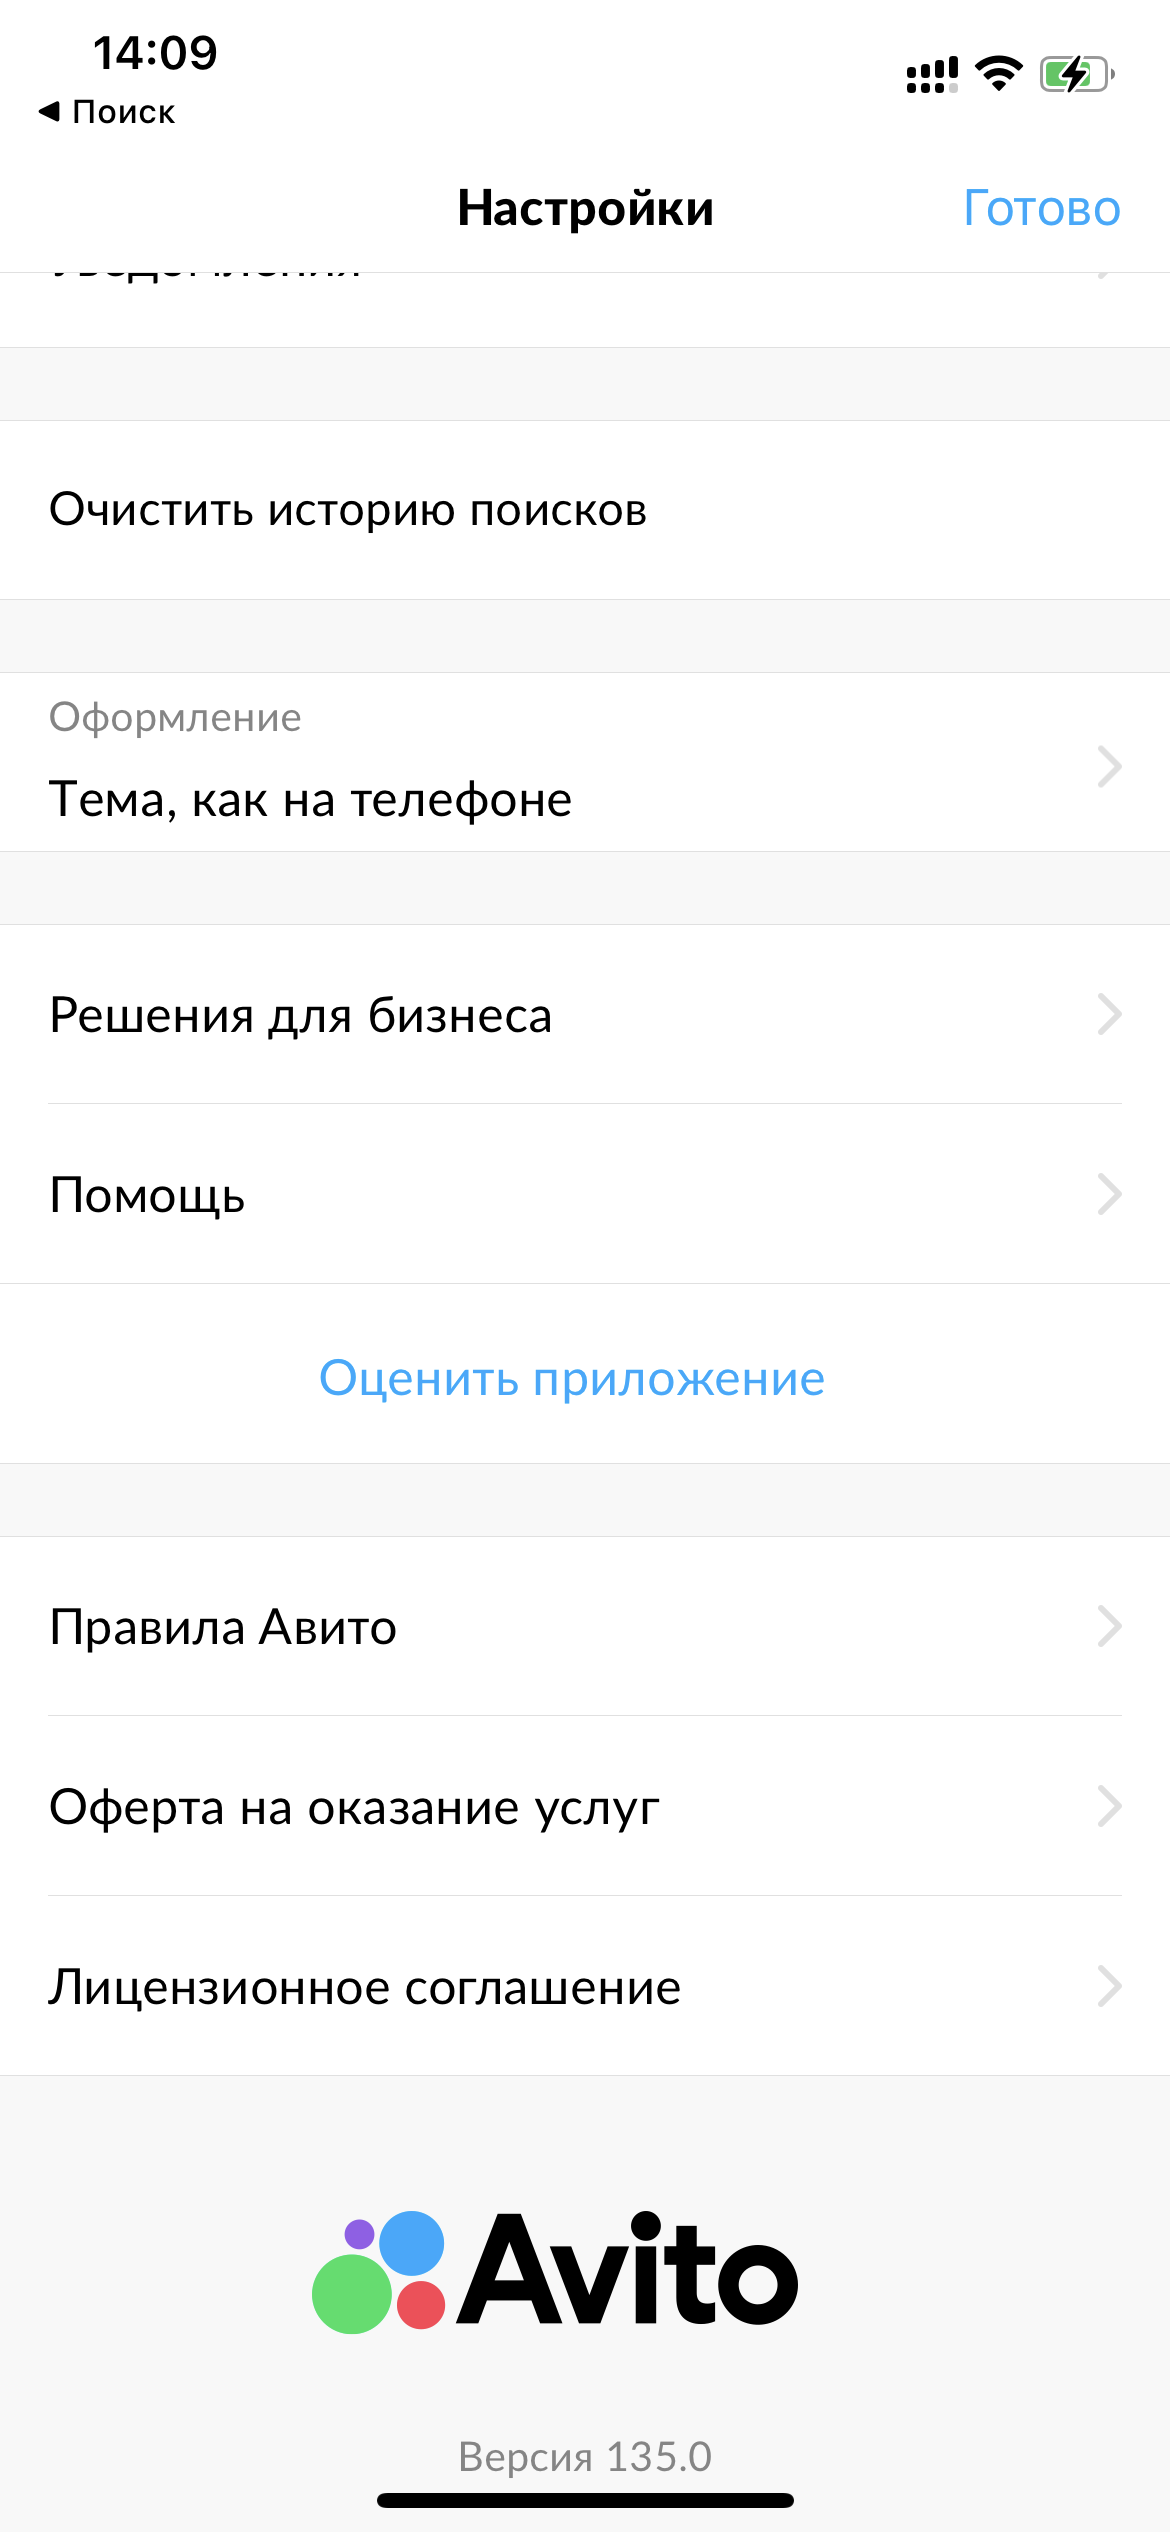 14:09
Поиск
Настройки
Готово
Уведомления
Очистить историю поисков
Оформление
Тема, как на телефоне
Решения для бизнеса
Помощь
Оценить приложение
Правила Авито
Оферта на оказание услуг
Лицензионное соглашение
Avito
Версия 135.0